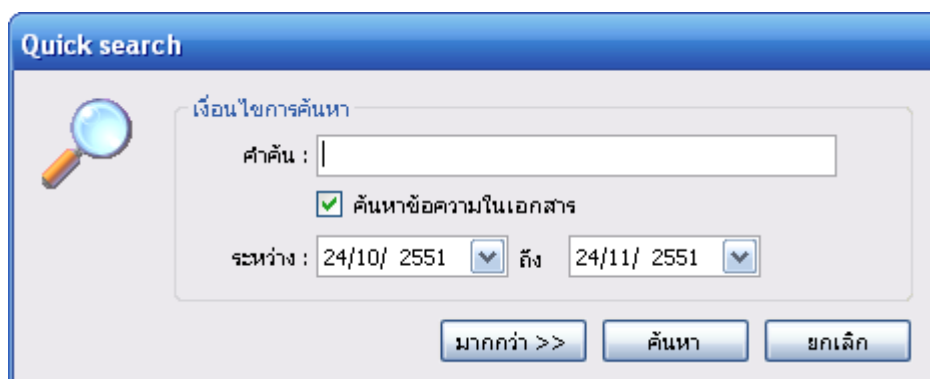 Quick search
เงื่อนไขการค้นหา
คำค้น :
ค้นหาข้อความในเอกสาร
ระหว่าง : 24/10/ 2551 ถึง 24/11/ 2551
มากกว่า >> ค้นหา ยกเลิก